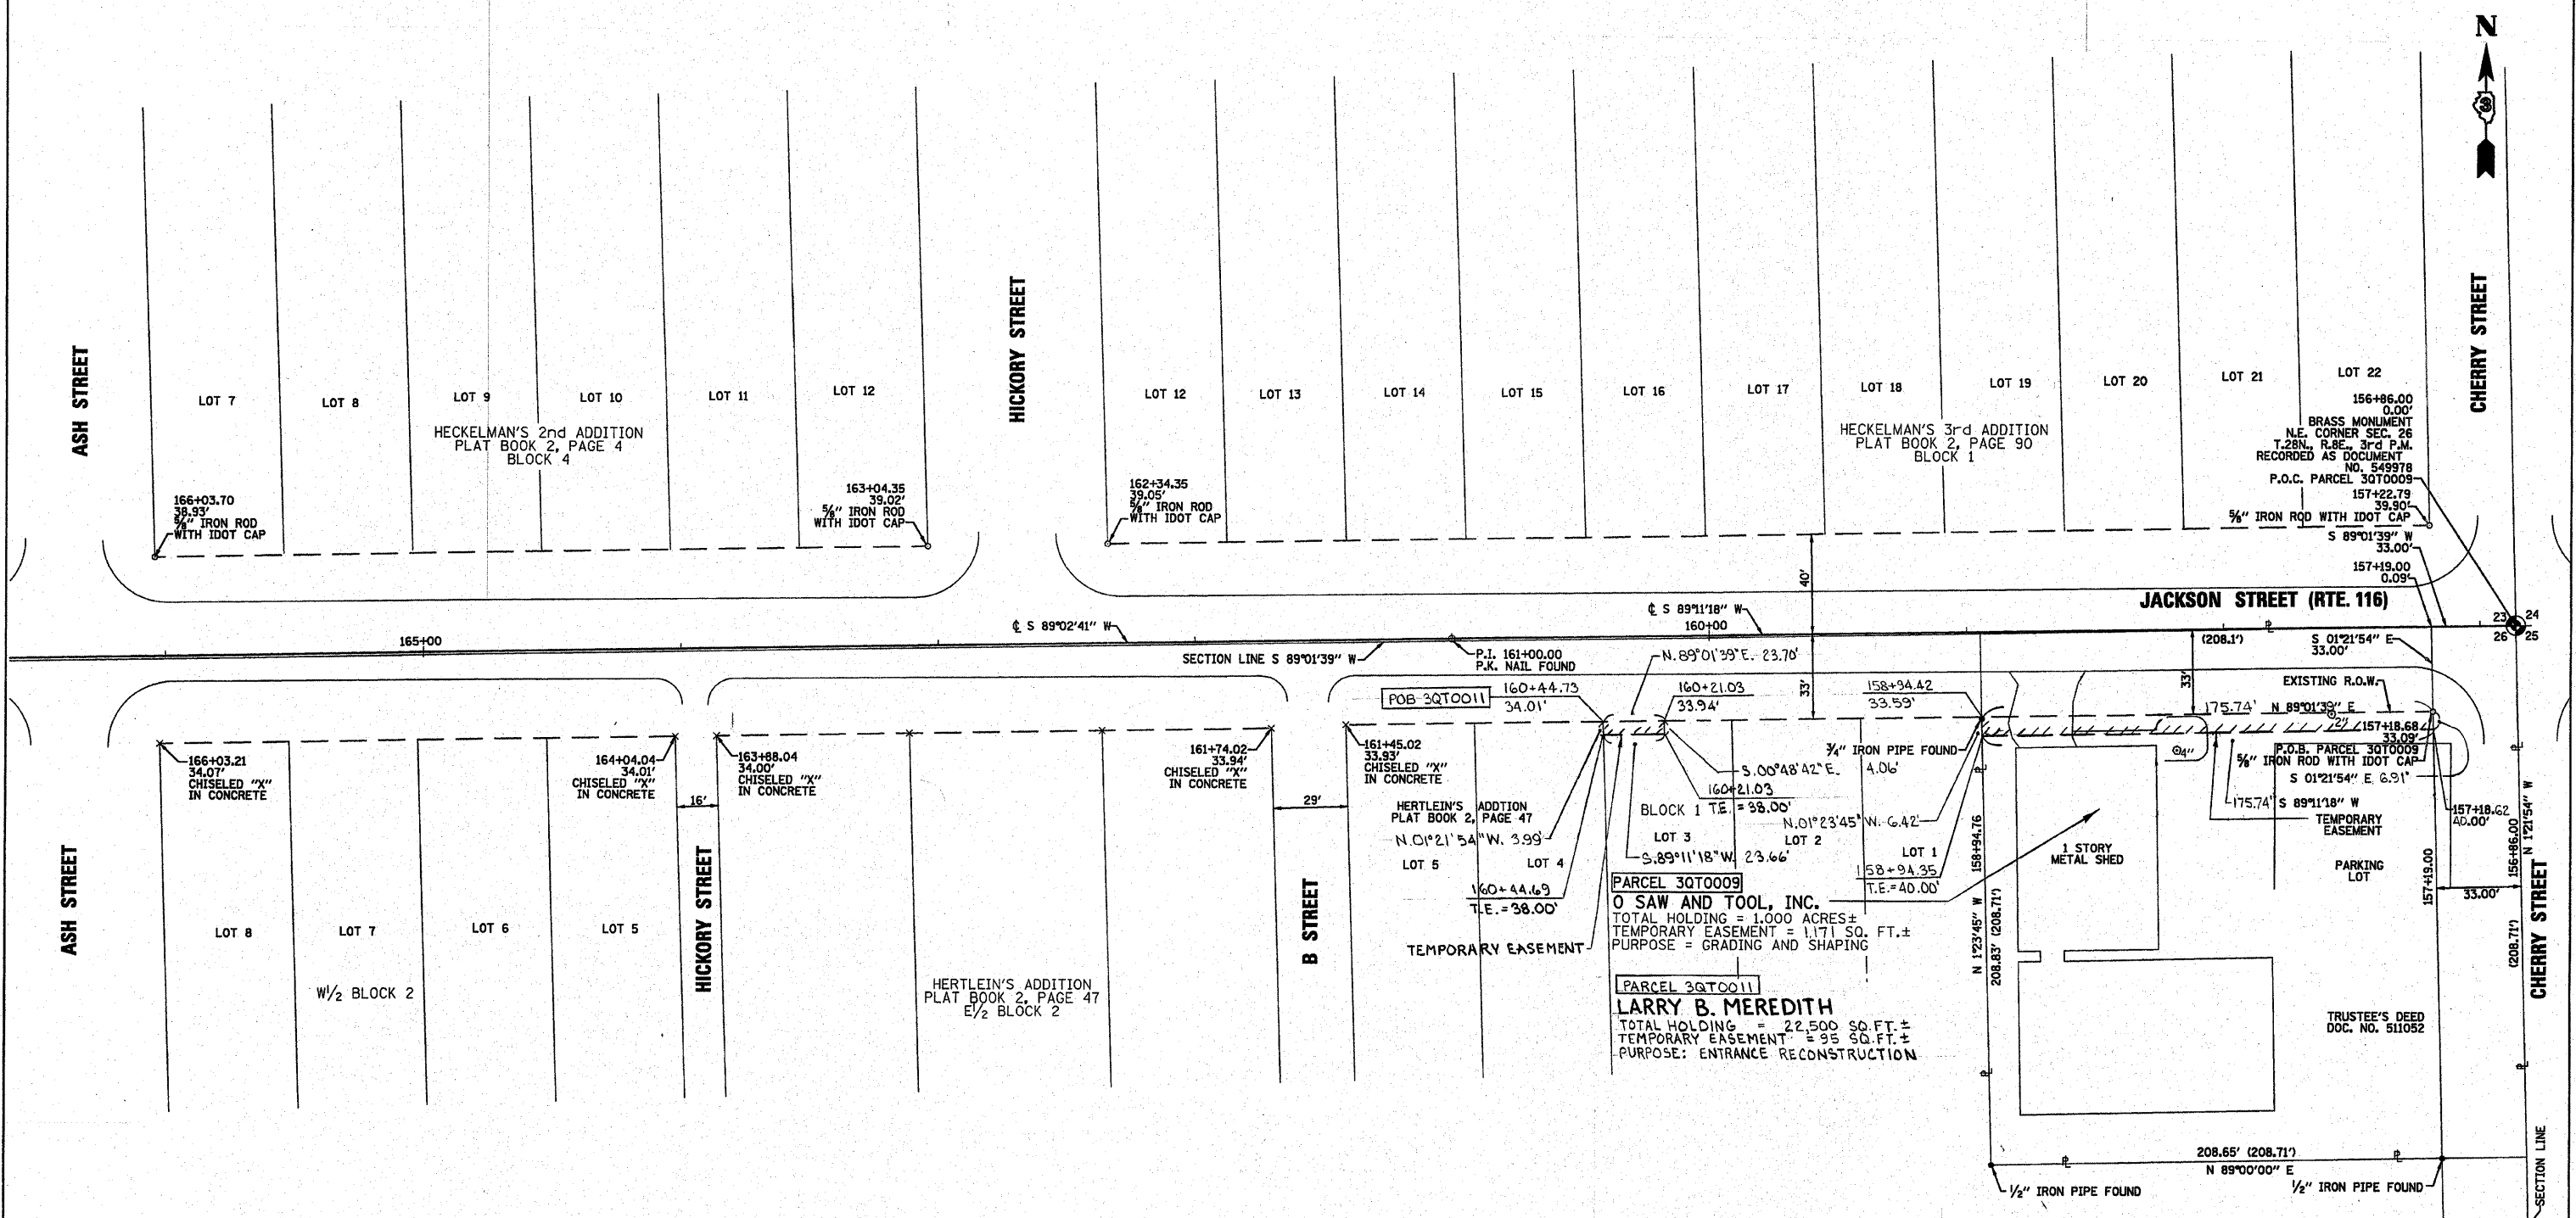 N
3
ASH STREET
LOT 7
LOT 8
LOT 9
LOT 10
LOT 11
LOT 12
HECKELMAN'S 2nd ADDITION
PLAT BOOK 2, PAGE 4
BLOCK 4
166+03.70
38.93'
5/8" IRON ROD
WITH IDOT CAP
163+04.35
39.02'
5/8" IRON ROD
WITH IDOT CAP
HICKORY STREET
LOT 12
LOT 13
LOT 14
LOT 15
LOT 16
LOT 17
LOT 18
LOT 19
LOT 20
LOT 21
LOT 22
162+34.35
39.05'
5/8" IRON ROD
WITH IDOT CAP
HECKELMAN'S 3rd ADDITION
PLAT BOOK 2, PAGE 90
BLOCK 1
CHERRY STREET
156+86.00
0.00'
BRASS MONUMENT
N.E. CORNER SEC. 26
T.28N., R.8E., 3rd P.M.
RECORDED AS DOCUMENT
NO. 549978
P.O.C. PARCEL 3QT0009
157+22.79
39.90'
5/8" IRON ROD WITH IDOT CAP
S 89°01'39" W
33.00'
157+19.00
0.09'
40'
JACKSON STREET (RTE. 116)
23 24
26 25
165+00
℄ S 89°02'41" W
SECTION LINE S 89°01'39" W
P.I. 161+00.00
P.K. NAIL FOUND
℄ S 89°11'18" W
160+00
(208.1')
S 01°21'54" E
33.00'
N. 89°01'39" E. 23.70'
33'
33'
EXISTING R.O.W.
POB 3QT0011
160+44.73
34.01'
160+21.03
33.94'
158+94.42
33.59'
175.74' N 89°01'39" E
2"
157+18.68
33.09'
P.O.B. PARCEL 3QT0009
5/8" IRON ROD WITH IDOT CAP
S 01°21'54" E 6.91'
4"
166+03.21
34.07'
CHISELED "X"
IN CONCRETE
164+04.04
34.01'
CHISELED "X"
IN CONCRETE
16'
163+88.04
34.00'
CHISELED "X"
IN CONCRETE
161+74.02
33.94'
CHISELED "X"
IN CONCRETE
29'
161+45.02
33.93'
CHISELED "X"
IN CONCRETE
3/4" IRON PIPE FOUND
S. 00°48'42" E. 4.06'
160+21.03
T.E. = 38.00'
HERTLEIN'S ADDTION
PLAT BOOK 2, PAGE 47
BLOCK 1
N. 01°21'54" W. 3.99'
N. 01°23'45" W. 6.42'
LOT 5
LOT 4
LOT 3
LOT 2
LOT 1
S. 89°11'18" W. 23.66'
160+44.69
T.E. = 38.00'
158+94.35
T.E. = 40.00'
TEMPORARY EASEMENT
175.74' S 89°11'18" W
TEMPORARY
EASEMENT
157+18.62
40.00'
1 STORY
METAL SHED
PARKING
LOT
33.00'
158+94.76
N 1°23'45" W
208.83' (208.71')
157+19.00
156+86.00
N 1°21'54" W
(208.71')
CHERRY STREET
PARCEL 3QT0009
O SAW AND TOOL, INC.
TOTAL HOLDING = 1.000 ACRES±
TEMPORARY EASEMENT = 1,171 SQ. FT.±
PURPOSE = GRADING AND SHAPING
PARCEL 3QT0011
LARRY B. MEREDITH
TOTAL HOLDING = 22,500 SQ.FT.±
TEMPORARY EASEMENT = 95 SQ.FT.±
PURPOSE: ENTRANCE RECONSTRUCTION
ASH STREET
LOT 8
LOT 7
LOT 6
LOT 5
W1/2 BLOCK 2
HICKORY STREET
HERTLEIN'S ADDITION
PLAT BOOK 2, PAGE 47
E1/2 BLOCK 2
B STREET
TRUSTEE'S DEED
DOC. NO. 511052
208.65' (208.71')
N 89°00'00" E
1/2" IRON PIPE FOUND
1/2" IRON PIPE FOUND
SECTION LINE